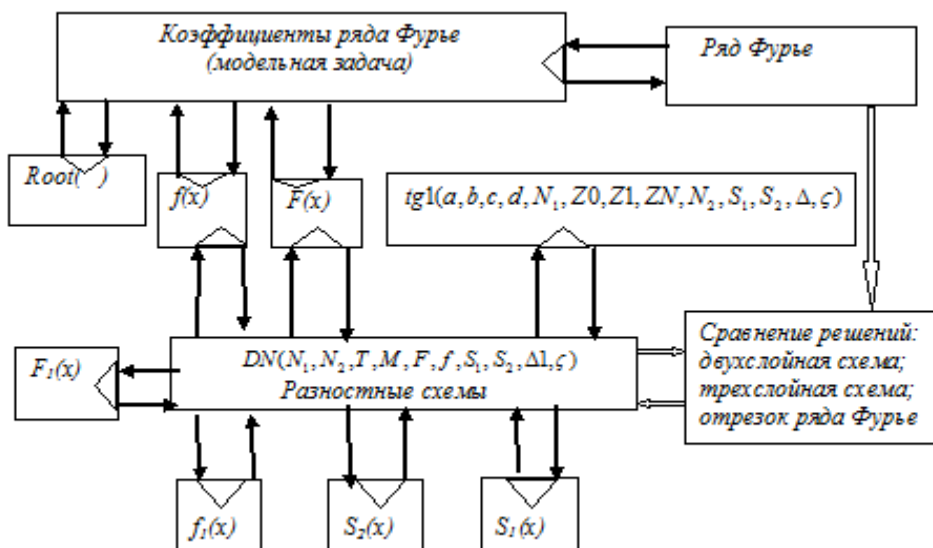 Коэффициенты ряда Фурье
(модельная задача)
Ряд Фурье
Root( )
f(x)
F(x)
tg1(a,b,c,d,N₁,Z0,Z1,ZN,N₂,S₁,S₂,Δ,ς)
F₁(x)
DN(N₁,N₂,T,M,F,f,S₁,S₂,Δ1,ς)
Разностные схемы
Сравнение решений:
двухслойная схема;
трехслойная схема;
отрезок ряда Фурье
f₁(x)
S₂(x)
S₁(x)